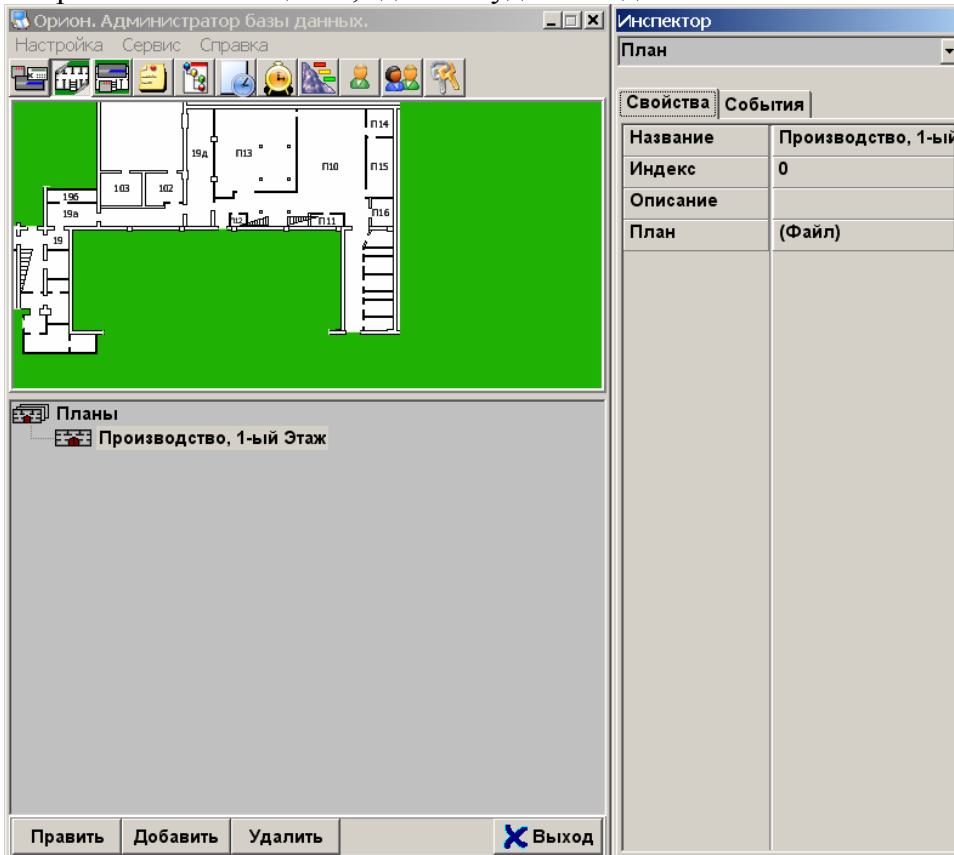 Орион. Администратор базы данных.
Настройка Сервис Справка
П14
19д
П13
П10
П15
103
102
19б
19а
П12
П11
П16
19
Планы
Производство, 1-ый Этаж
Править
Добавить
Удалить
Выход
Инспектор
План
Свойства
События
Название Производство, 1-ый
Индекс 0
Описание
План (Файл)